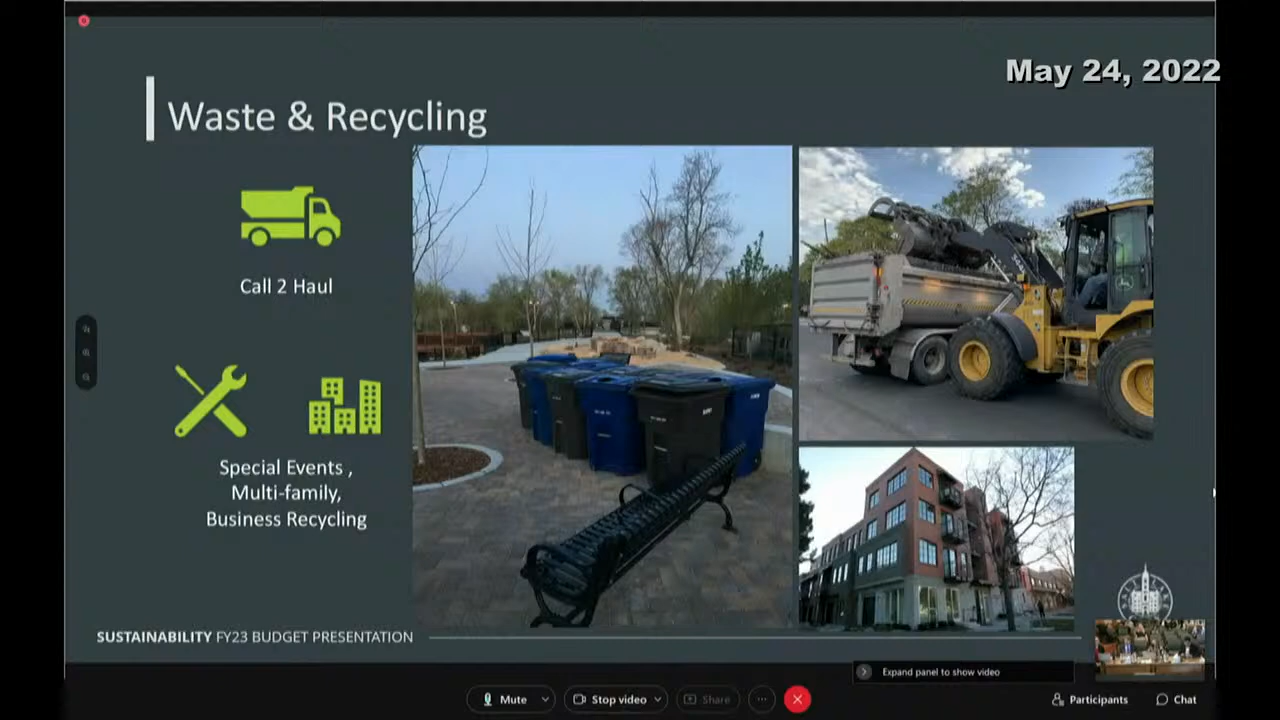 May 24, 2022
Waste & Recycling
Call 2 Haul
Special Events ,
Multi-family,
Business Recycling
SUSTAINABILITY FY23 BUDGET PRESENTATION
Expand panel to show video
Mute
Stop video
Share
Participants
Chat